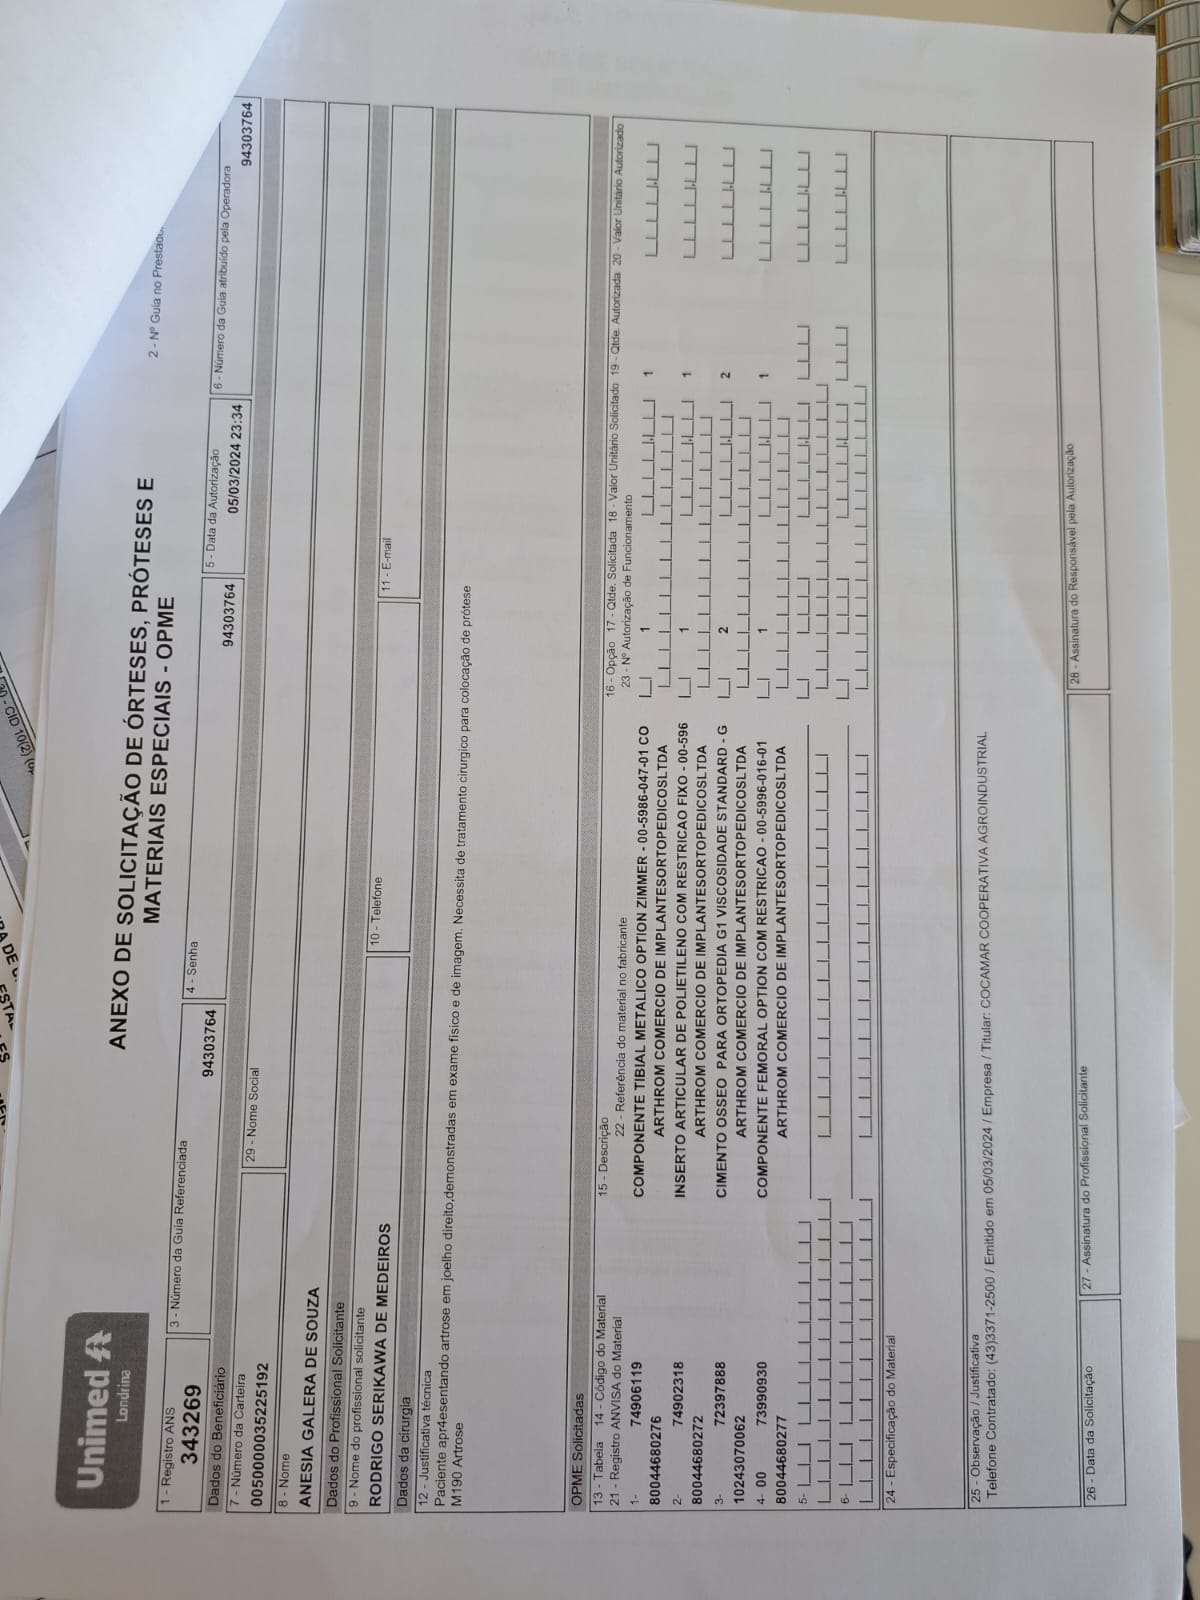 Unimed
Londrina
ANEXO DE SOLICITAÇÃO DE ÓRTESES, PRÓTESES E
MATERIAIS ESPECIAIS - OPME
2 - Nº Guia no
1 - Registro ANS
343269
3 - Número da Guia Referenciada
94303764
4 - Senha
94303764
5 - Data da Autorização
05/03/2024 23:34
6 - Número da Guia atribuído pela Operadora
94303764
Dados do Beneficiário
7 - Número da Carteira
00500000035225192
29 - Nome Social
8 - Nome
ANESIA GALERA DE SOUZA
Dados do Profissional Solicitante
9 - Nome do profissional solicitante
RODRIGO SERIKAWA DE MEDEIROS
10 - Telefone
11 - E-mail
Dados da cirurgia
12 - Justificativa técnica
Paciente apr4esentando artrose em joelho direito,demonstradas em exame físico e de imagem. Necessita de tratamento cirurgico para colocação de prótese
M190 Artrose
OPME Solicitadas
13 - Tabela 14 - Código do Material 15 - Descrição 16 - Opção 17 - Qtde. Solicitada 18 - Valor Unitário Solicitado 19 - Qtde. Autorizada 20 - Valor Unitário Autorizado
21 - Registro ANVISA do Material 22 - Referência do material no fabricante 23 - Nº Autorização de Funcionamento
1- 74906119 COMPONENTE TIBIAL METALICO OPTION ZIMMER - 00-5986-047-01 CO 1 1
80044680276 ARTHROM COMERCIO DE IMPLANTESORTOPEDICOSLTDA
2- 74902318 INSERTO ARTICULAR DE POLIETILENO COM RESTRICAO FIXO - 00-596 1 1
80044680272 ARTHROM COMERCIO DE IMPLANTESORTOPEDICOSLTDA
3- 72397888 CIMENTO OSSEO PARA ORTOPEDIA G1 VISCOSIDADE STANDARD - G 2 2
10243070062 ARTHROM COMERCIO DE IMPLANTESORTOPEDICOSLTDA
4- 00 73990930 COMPONENTE FEMORAL OPTION COM RESTRICAO - 00-5996-016-01 1 1
80044680277 ARTHROM COMERCIO DE IMPLANTESORTOPEDICOSLTDA
5-
6-
24 - Especificação do Material
25 - Observação / Justificativa
Telefone Contratado: (43)3371-2500 / Emitido em 05/03/2024 / Empresa / Titular: COCAMAR COOPERATIVA AGROINDUSTRIAL
26 - Data da Solicitação
27 - Assinatura do Profissional Solicitante
28 - Assinatura do Responsável pela Autorização